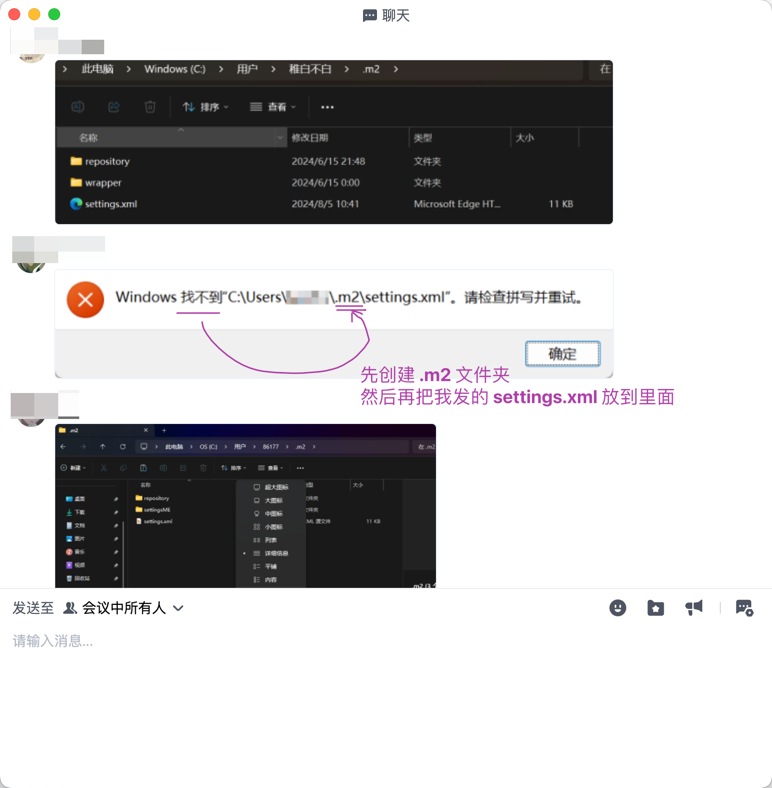 聊天
此电脑 > Windows (C:) > 用户 > 稚白不白 > .m2 > 在
排序 查看 •••
名称 修改日期 类型 大小
repository 2024/6/15 21:48 文件夹
wrapper 2024/6/15 0:00 文件夹
settings.xml 2024/8/5 10:41 Microsoft Edge HT... 11 KB
Windows 找不到"C:\Users\ \.m2\settings.xml"。请检查拼写并重试。
确定
先创建 .m2 文件夹
然后再把我发的 settings.xml 放到里面
.m2
此电脑 > OS (C:) > 用户 > 86177 > .m2 > 在 .m2
新建 排序 查看 •••
名称 类型 大小
桌面 repository 超大图标 文件夹
下载 settingsME 大图标 文件夹
文档 settings.xml 中图标 XML 源文件 11 KB
图片 小图标
音乐 列表
视频 详细信息
回收站 平铺
内容
.m2 (3 个
发送至 会议中所有人
请输入消息...